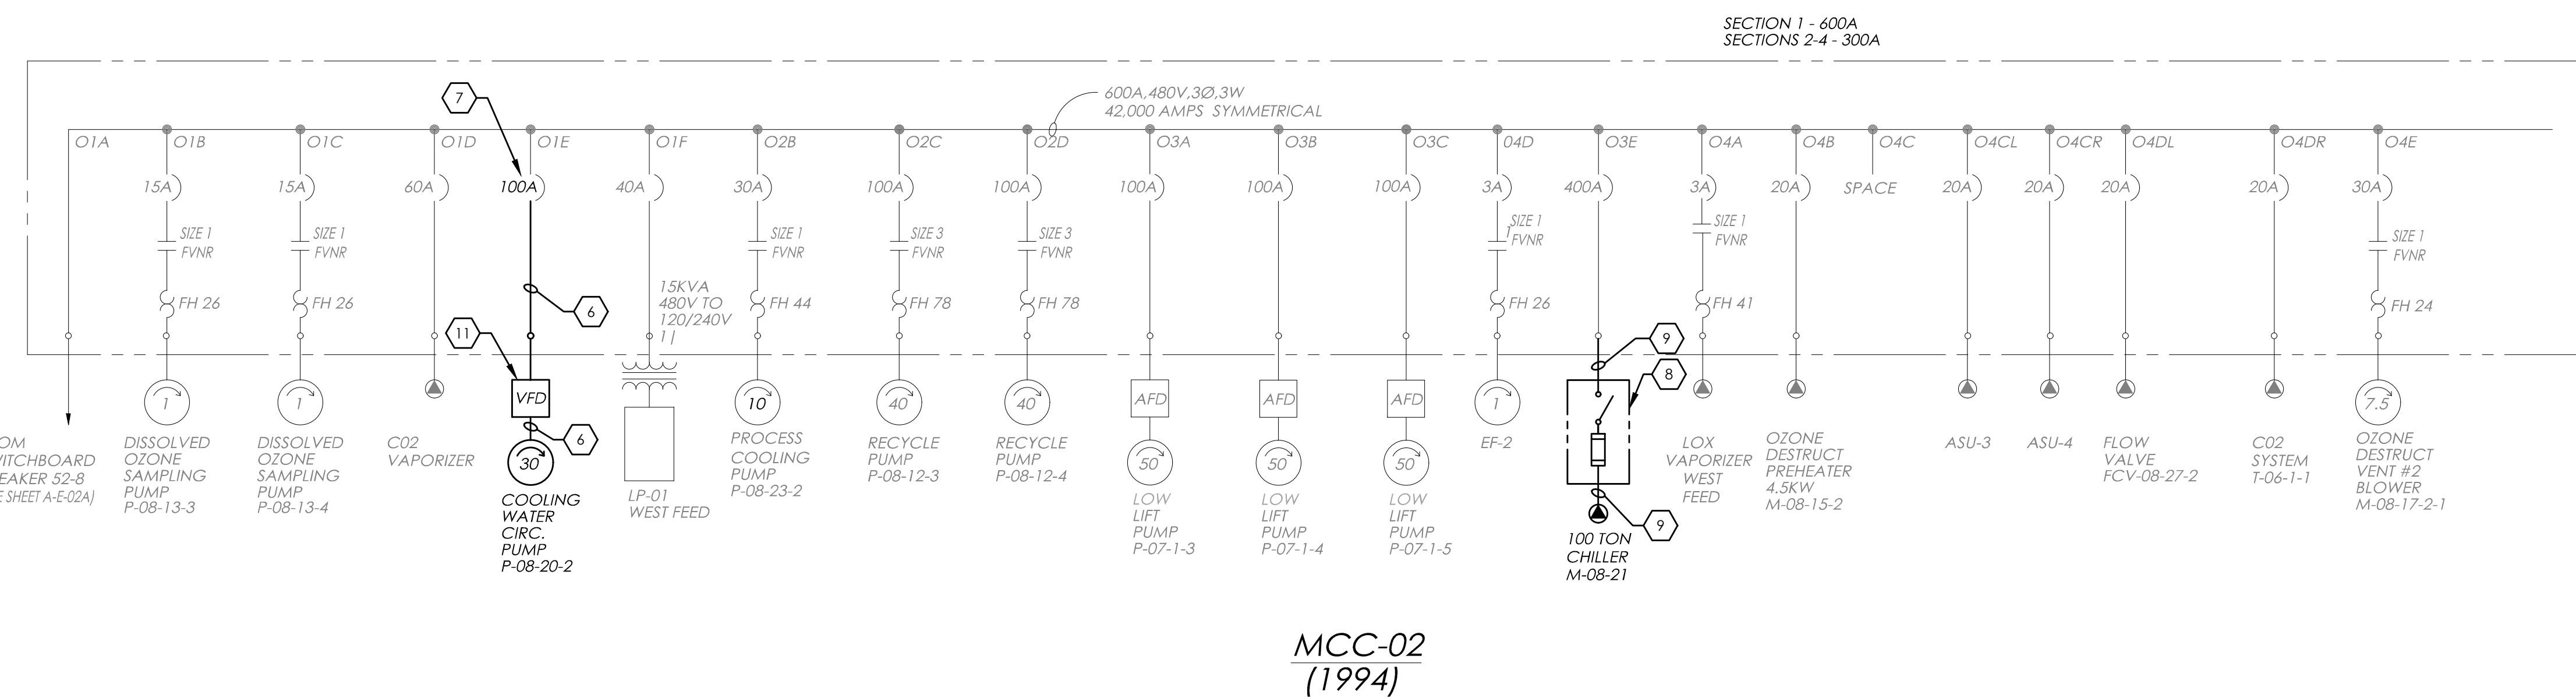 SECTION 1 - 600A
SECTIONS 2-4 - 300A
7
600A,480V,3Ø,3W
42,000 AMPS SYMMETRICAL
O1A
O1B
O1C
O1D
O1E
O1F
O2B
O2C
O2D
O3A
O3B
O3C
04D
O3E
O4A
O4B
O4C
O4CL
O4CR
O4DL
O4DR
O4E
15A
15A
60A
100A
40A
30A
100A
100A
100A
100A
100A
3A
400A
3A
20A
SPACE
20A
20A
20A
20A
30A
SIZE 1
FVNR
SIZE 1
FVNR
SIZE 1
FVNR
SIZE 3
FVNR
SIZE 3
FVNR
SIZE 1
1
FVNR
SIZE 1
FVNR
SIZE 1
FVNR
FH 26
FH 26
6
15KVA
480V TO
120/240V
1 |
FH 44
FH 78
FH 78
FH 26
FH 41
FH 24
11
9
8
1
1
VFD
6
30
10
40
40
AFD
50
AFD
50
AFD
50
1
9
7.5
OM
ITCHBOARD
EAKER 52-8
E SHEET A-E-02A)
DISSOLVED
OZONE
SAMPLING
PUMP
P-08-13-3
DISSOLVED
OZONE
SAMPLING
PUMP
P-08-13-4
C02
VAPORIZER
COOLING
WATER
CIRC.
PUMP
P-08-20-2
LP-01
WEST FEED
PROCESS
COOLING
PUMP
P-08-23-2
RECYCLE
PUMP
P-08-12-3
RECYCLE
PUMP
P-08-12-4
LOW
LIFT
PUMP
P-07-1-3
LOW
LIFT
PUMP
P-07-1-4
LOW
LIFT
PUMP
P-07-1-5
EF-2
100 TON
CHILLER
M-08-21
LOX
VAPORIZER
WEST
FEED
OZONE
DESTRUCT
PREHEATER
4.5KW
M-08-15-2
ASU-3
ASU-4
FLOW
VALVE
FCV-08-27-2
C02
SYSTEM
T-06-1-1
OZONE
DESTRUCT
VENT #2
BLOWER
M-08-17-2-1
MCC-02
(1994)